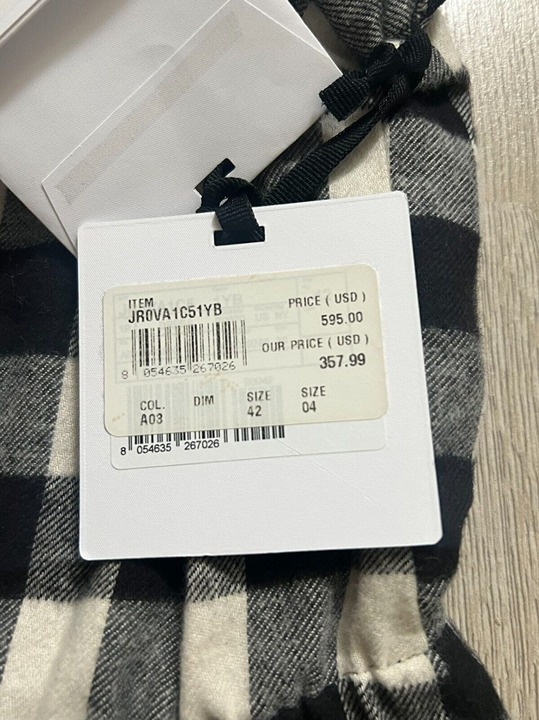 ITEM
JR0VA1C51YB
PRICE ( USD )
595.00
OUR PRICE ( USD )
357.99
8 054635 267026
COL. DIM SIZE SIZE
A03 42 04
8 054635 267026